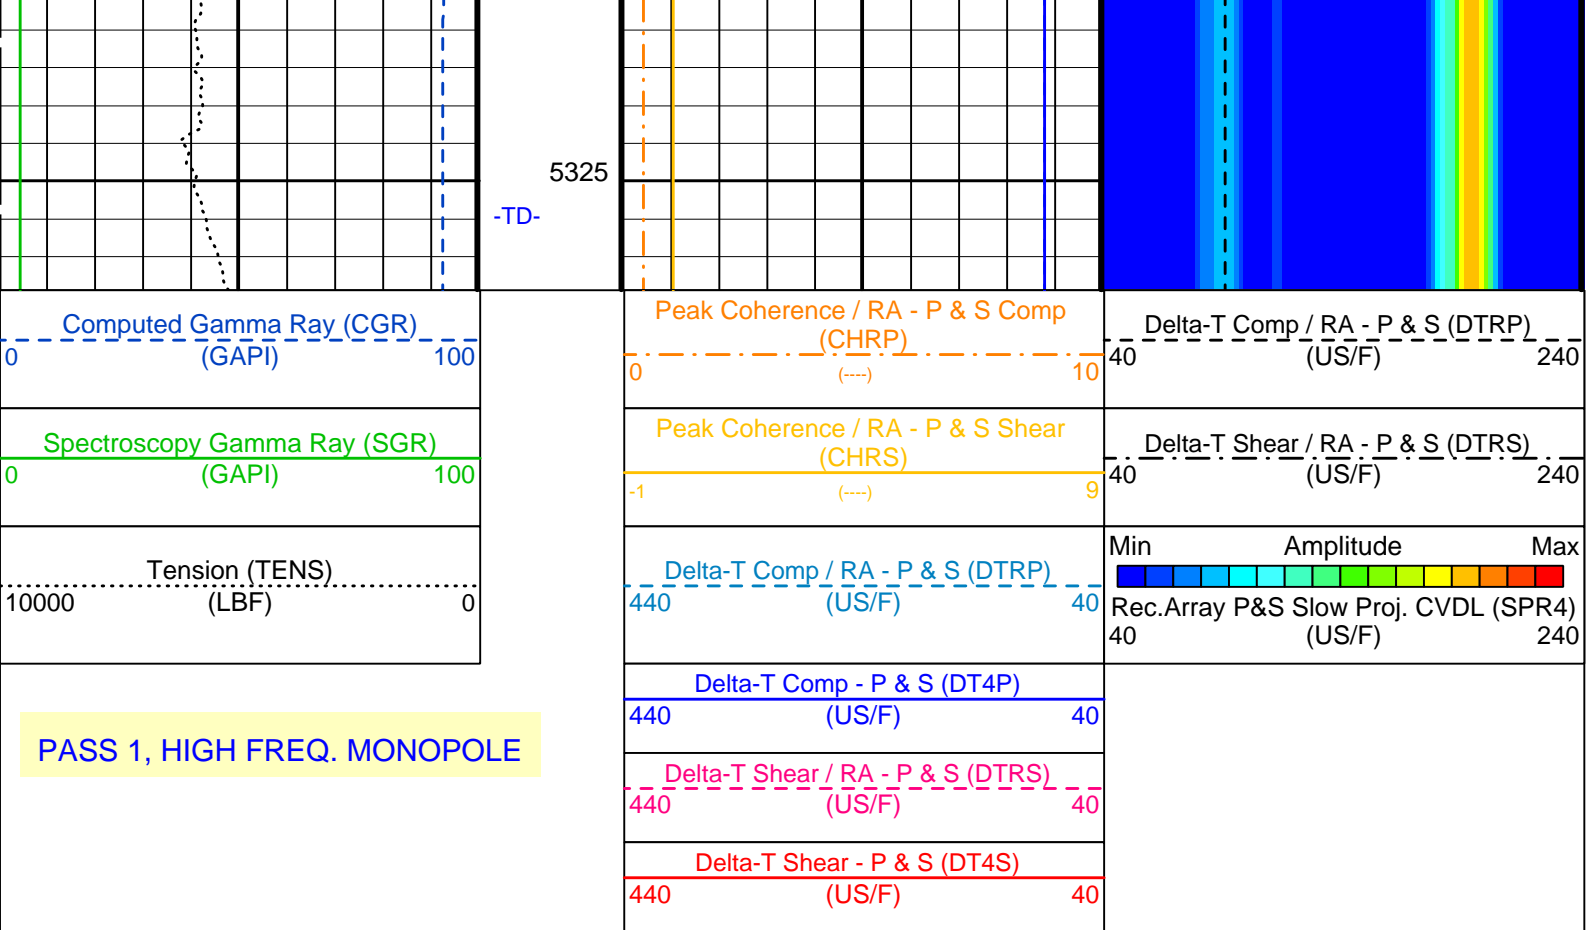 5325
-TD-
Computed Gamma Ray (CGR)
0 (GAPI) 100
Spectroscopy Gamma Ray (SGR)
0 (GAPI) 100
Tension (TENS)
10000 (LBF) 0
PASS 1, HIGH FREQ. MONOPOLE
Peak Coherence / RA - P & S Comp
(CHRP)
0 (----) 10
Peak Coherence / RA - P & S Shear
(CHRS)
-1 (----) 9
Delta-T Comp / RA - P & S (DTRP)
440 (US/F) 40
Delta-T Comp - P & S (DT4P)
440 (US/F) 40
Delta-T Shear / RA - P & S (DTRS)
440 (US/F) 40
Delta-T Shear - P & S (DT4S)
440 (US/F) 40
Delta-T Comp / RA - P & S (DTRP)
40 (US/F) 240
Delta-T Shear / RA - P & S (DTRS)
40 (US/F) 240
Min Amplitude Max
Rec.Array P&S Slow Proj. CVDL (SPR4)
40 (US/F) 240